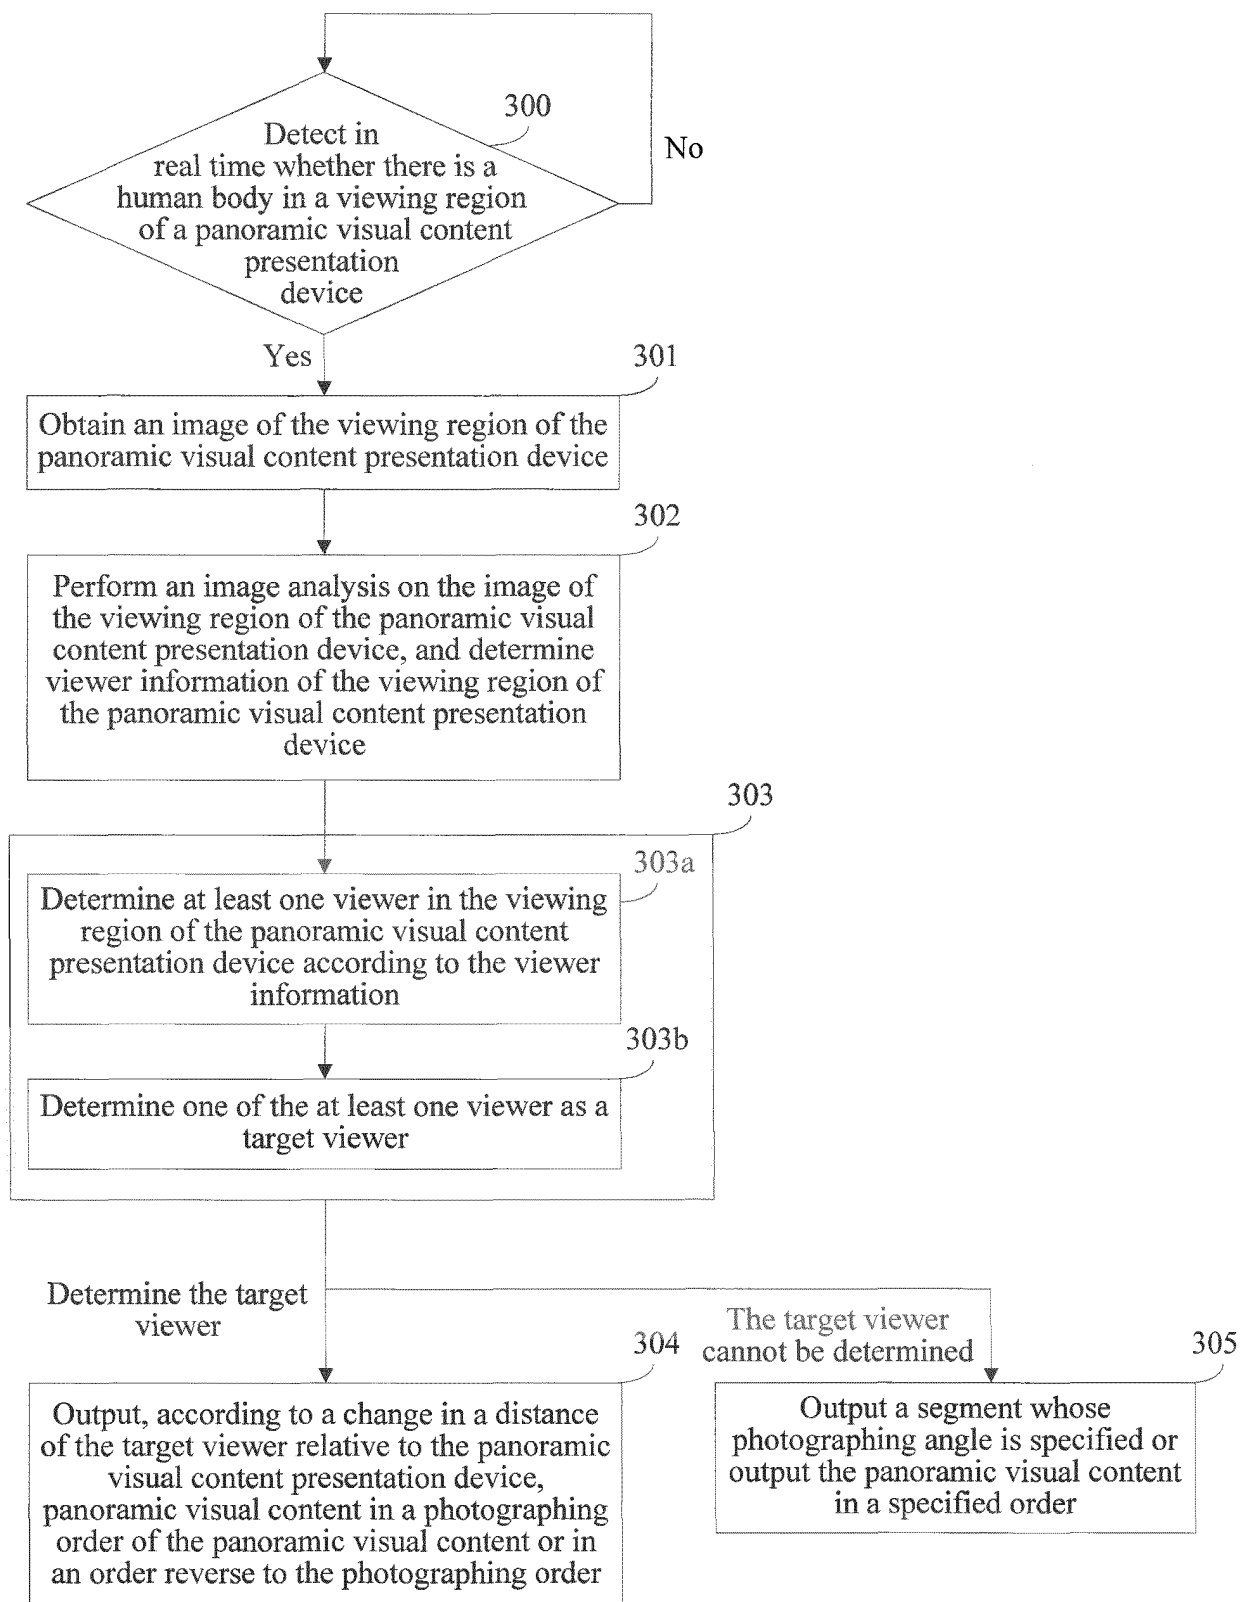 300
Detect in
real time whether there is a
human body in a viewing region
of a panoramic visual content
presentation
device
No
Yes
301
Obtain an image of the viewing region of the
panoramic visual content presentation device
302
Perform an image analysis on the image of
the viewing region of the panoramic visual
content presentation device, and determine
viewer information of the viewing region of
the panoramic visual content presentation
device
303
303a
Determine at least one viewer in the viewing
region of the panoramic visual content
presentation device according to the viewer
information
303b
Determine one of the at least one viewer as a
target viewer
Determine the target
viewer
The target viewer
cannot be determined
304
Output, according to a change in a distance
of the target viewer relative to the panoramic
visual content presentation device,
panoramic visual content in a photographing
order of the panoramic visual content or in
an order reverse to the photographing order
305
Output a segment whose
photographing angle is specified or
output the panoramic visual content
in a specified order